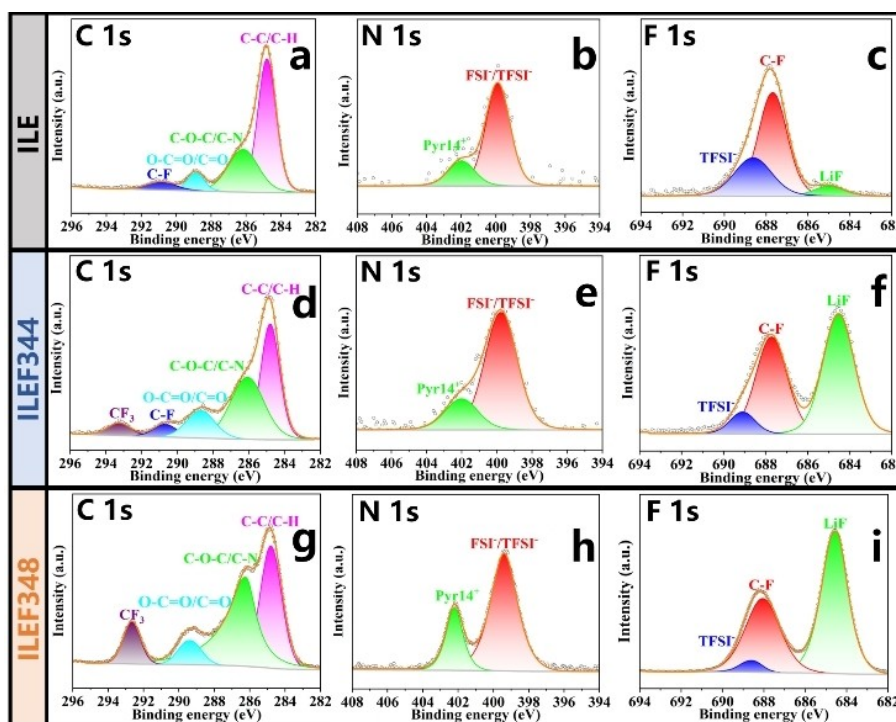 ILE
C 1s
a
C-C/C-H
C-O-C/C-N
O-C=O/C=O
C-F
Intensity (a.u.)
296 294 292 290 288 286 284 282
Binding energy (eV)
N 1s
b
FSI⁻/TFSI⁻
Pyr14⁺
Intensity (a.u.)
408 406 404 402 400 398 396 394
Binding energy (eV)
F 1s
c
C-F
TFSI⁻
LiF
Intensity (a.u.)
692 690 688 686 684 682
Binding energy (eV)
ILEF344
C 1s
d
C-C/C-H
C-O-C/C-N
O-C=O/C=O
CF₃
C-F
Intensity (a.u.)
296 294 292 290 288 286 284 282
Binding energy (eV)
N 1s
e
FSI⁻/TFSI⁻
Pyr14⁺
Intensity (a.u.)
408 406 404 402 400 398 396 394
Binding energy (eV)
F 1s
f
LiF
C-F
TFSI⁻
Intensity (a.u.)
692 690 688 686 684 682
Binding energy (eV)
ILEF348
C 1s
g
C-C/C-H
C-O-C/C-N
O-C=O/C=O
CF₃
Intensity (a.u.)
296 294 292 290 288 286 284 282
Binding energy (eV)
N 1s
h
FSI⁻/TFSI⁻
Pyr14⁺
Intensity (a.u.)
408 406 404 402 400 398 396 394
Binding energy (eV)
F 1s
i
LiF
C-F
TFSI⁻
Intensity (a.u.)
692 690 688 686 684 682
Binding energy (eV)